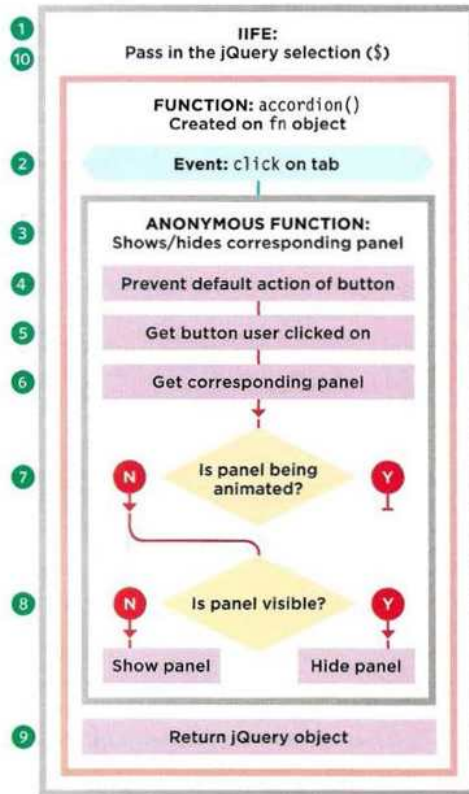 1 IIFE:
10 Pass in the jQuery selection ($)
FUNCTION: accordion()
Created on fn object
2 Event: click on tab
3 ANONYMOUS FUNCTION:
Shows/hides corresponding panel
4 Prevent default action of button
5 Get button user clicked on
6 Get corresponding panel
7 N Is panel being Y
animated?
8 N Is panel visible? Y
Show panel Hide panel
9 Return jQuery object